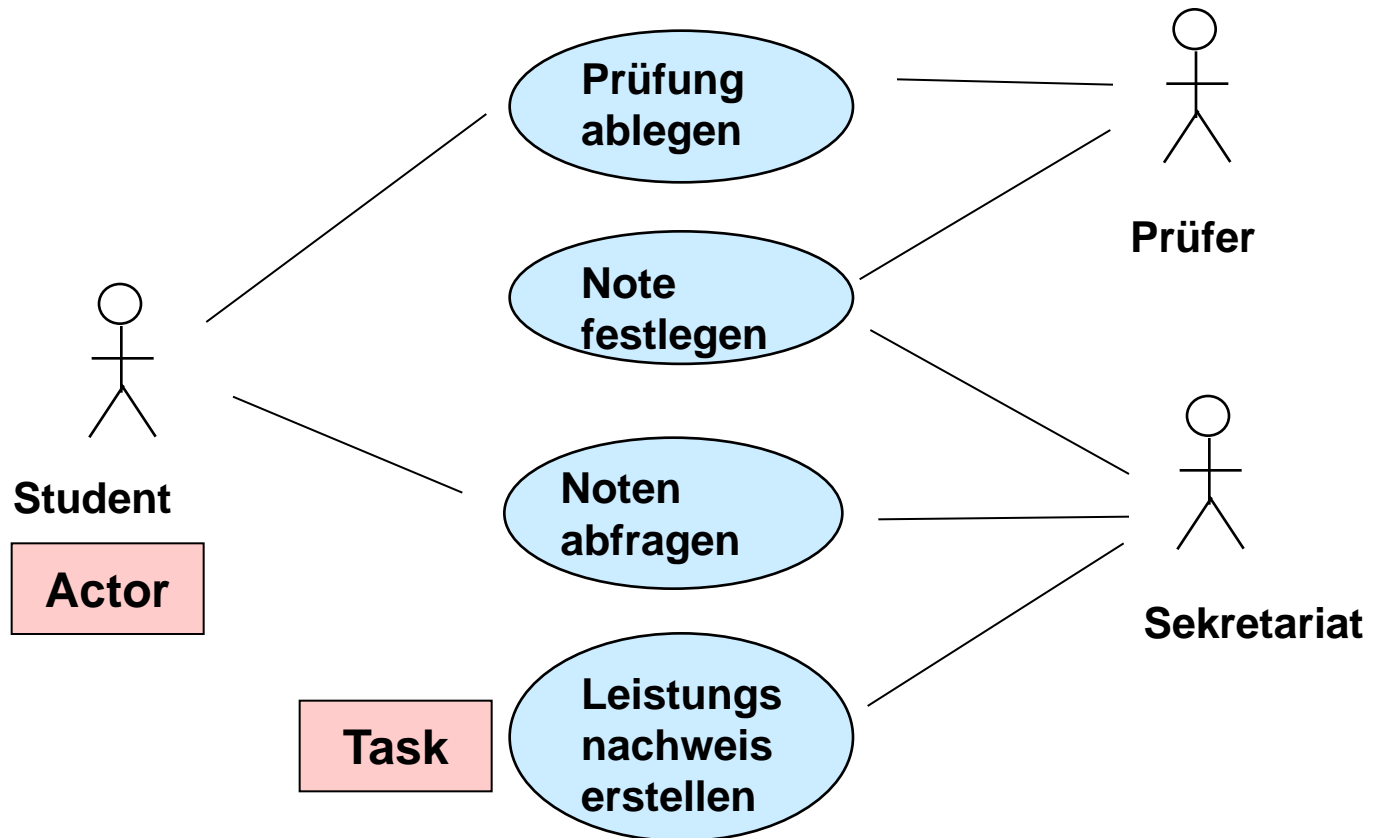 Prüfung
ablegen
Prüfer
Note
festlegen
Student
Actor
Noten
abfragen
Sekretariat
Task
Leistungs
nachweis
erstellen